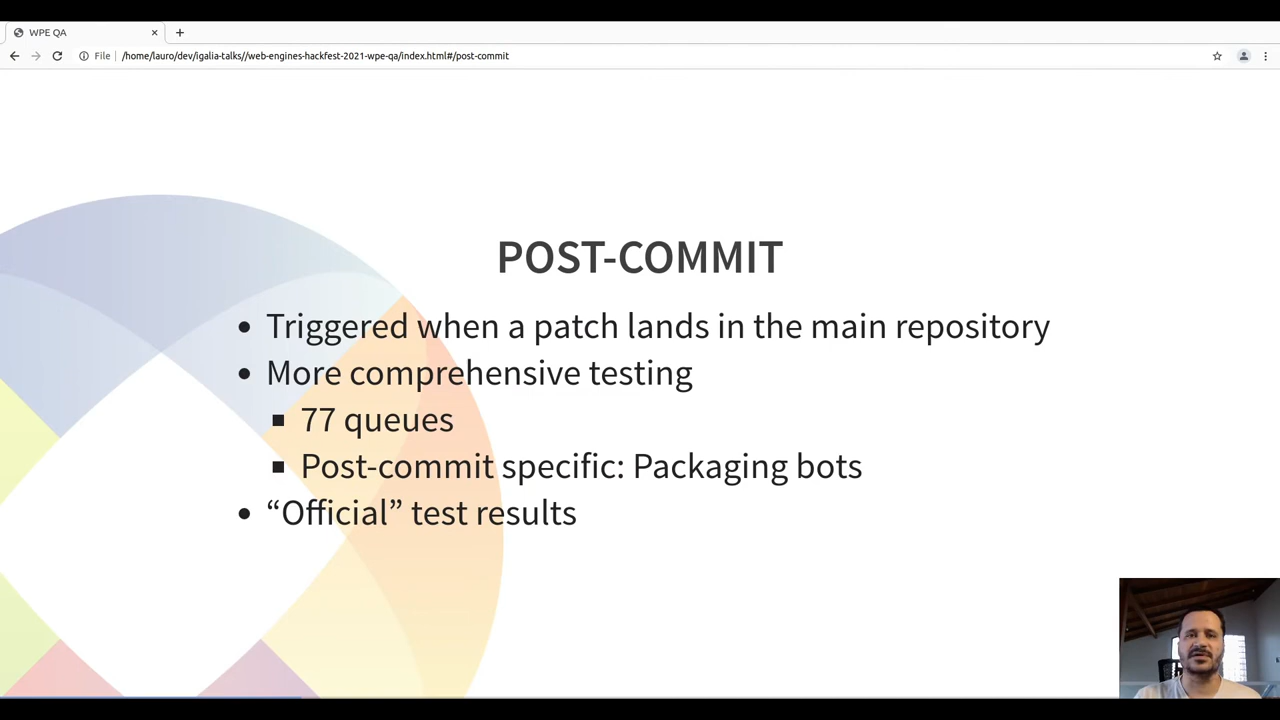 WPE QA
File
/home/lauro/dev/igalia-talks//web-engines-hackfest-2021-wpe-qa/index.html#/post-commit
POST-COMMIT
• Triggered when a patch lands in the main repository
• More comprehensive testing
▪ 77 queues
▪ Post-commit specific: Packaging bots
• “Official” test results